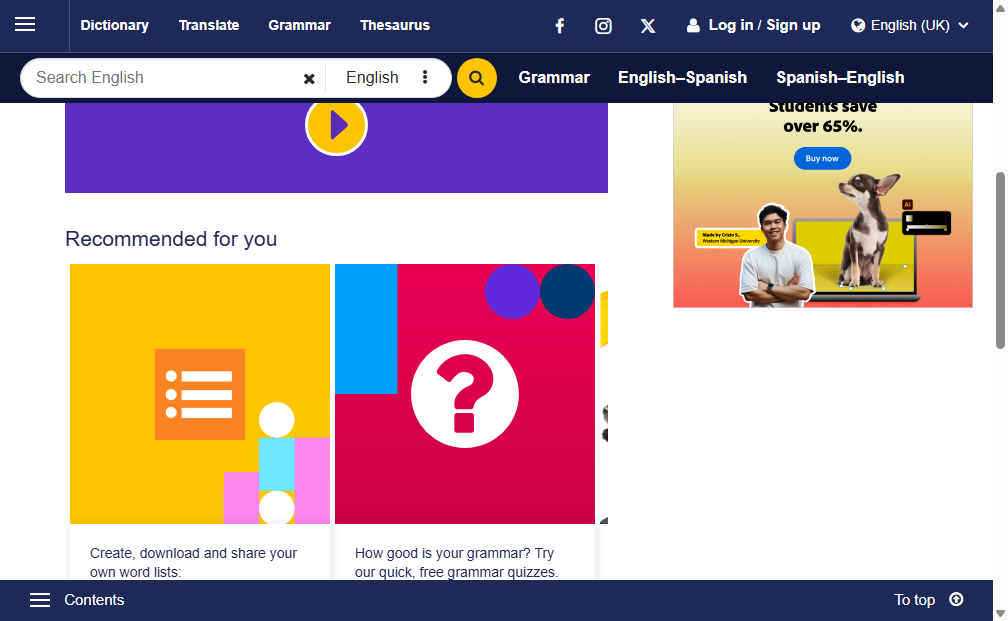 Dictionary Translate Grammar Thesaurus Log in / Sign up English (UK)
Search English English Grammar English–Spanish Spanish–English
Students save
over 65%.
Buy now
Ai
Made by Crizio S.,
Western Michigan University
Recommended for you
Create, download and share your
own word lists:
How good is your grammar? Try
our quick, free grammar quizzes.
Contents To top